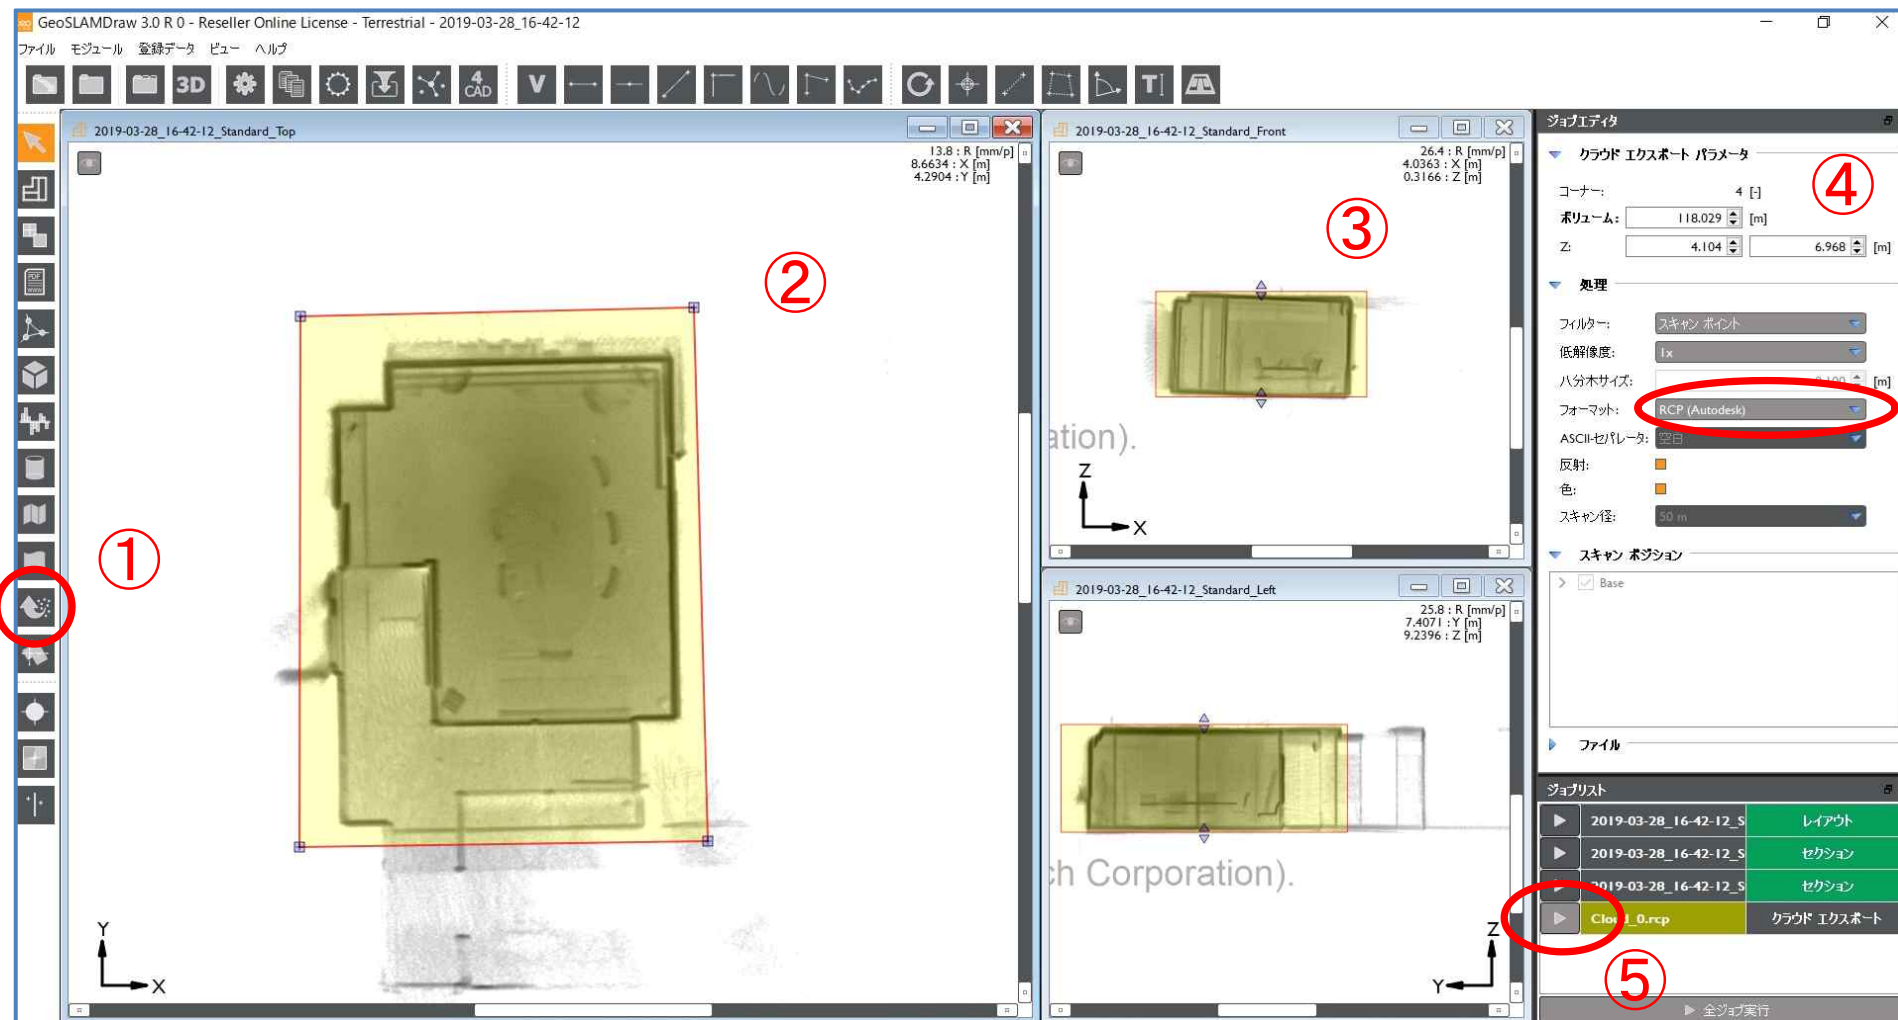 GeoSLAMDraw 3.0 R 0 - Reseller Online License - Terrestrial - 2019-03-28_16-42-12
ファイル モジュール 登録データ ビュー ヘルプ
3D
4
CAD
V
T
2019-03-28_16-42-12_Standard_Top
13.8 : R [mm/p]
8.6634 : X [m]
4.2904 : Y [m]
②
①
Y
X
2019-03-28_16-42-12_Standard_Front
26.4 : R [mm/p]
4.0363 : X [m]
0.3166 : Z [m]
③
ation).
Z
X
2019-03-28_16-42-12_Standard_Left
25.8 : R [mm/p]
7.4071 : Y [m]
9.2396 : Z [m]
ch Corporation).
Z
Y
ジョブエディタ
クラウド エクスポート パラメータ
④
コーナー: 4 [-]
ボリューム: 118.029 [m]
Z: 4.104 6.968 [m]
処理
フィルター: スキャン ポイント
低解像度: 1x
八分木サイズ: 0.100 [m]
フォーマット: RCP (Autodesk)
ASCII-セパレータ: 空白
反射:
色:
スキャン径: 50 m
スキャン ポジション
Base
ファイル
ジョブリスト
2019-03-28_16-42-12_S レイアウト
2019-03-28_16-42-12_S セクション
2019-03-28_16-42-12_S セクション
Cloud_0.rcp クラウド エクスポート
⑤
全ジョブ実行